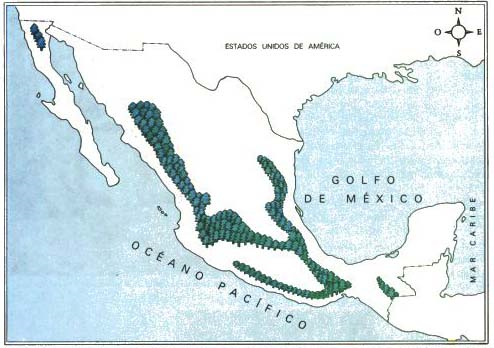 N
O E
S
ESTADOS UNIDOS DE AMÉRICA
GOLFO
DE MÉXICO
MAR CARIBE
OCÉANO PACÍFICO